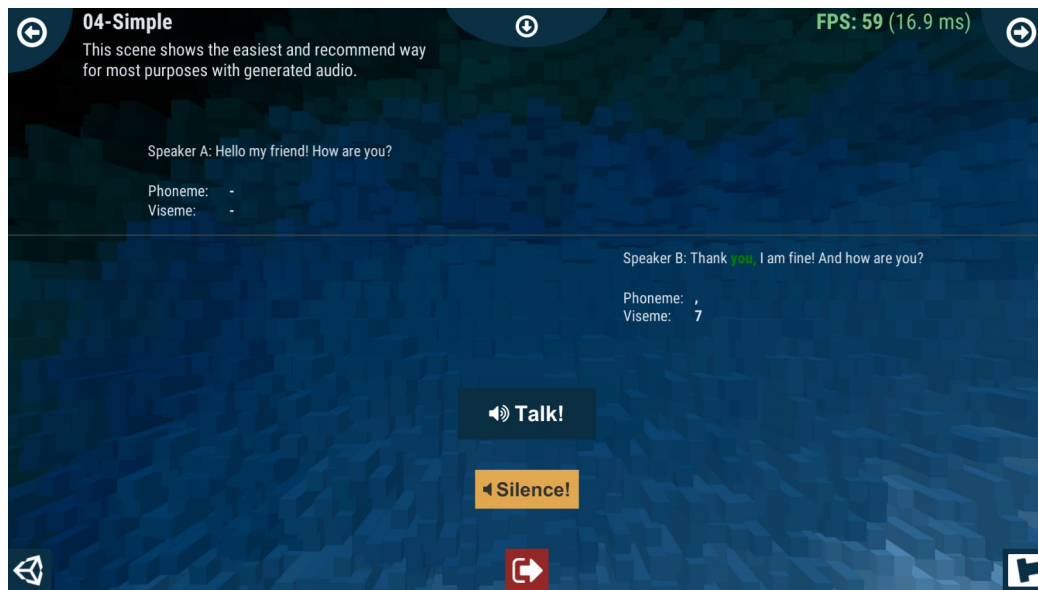 04-Simple
FPS: 59 (16.9 ms)
This scene shows the easiest and recommend way
for most purposes with generated audio.
Speaker A: Hello my friend! How are you?
Phoneme: -
Viseme: -
Speaker B: Thank you, I am fine! And how are you?
Phoneme: ,
Viseme: 7
Talk!
Silence!